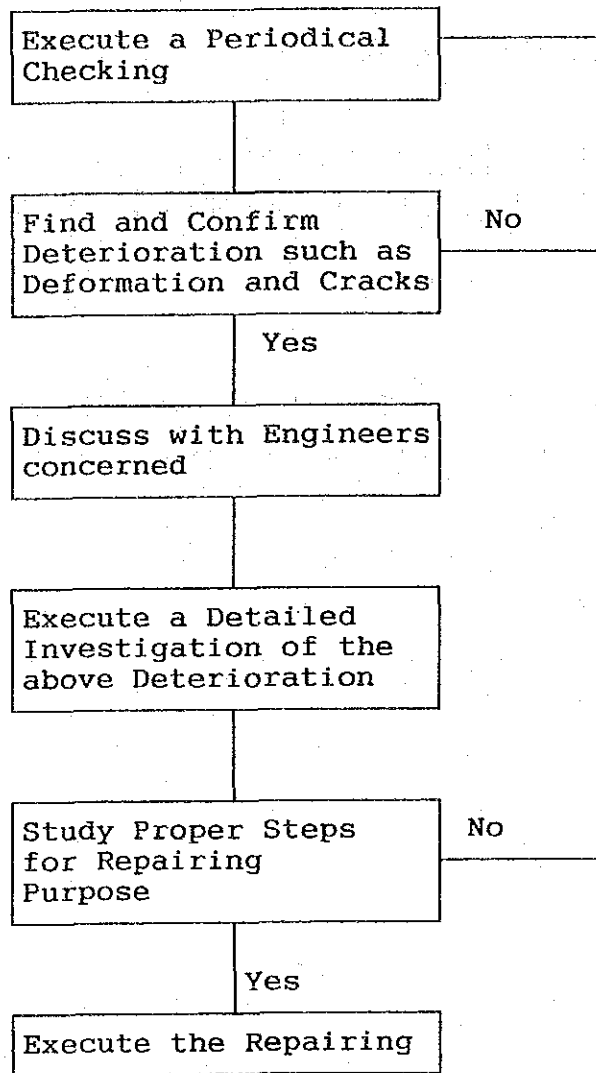 Execute a Periodical
Checking
Find and Confirm
Deterioration such as
Deformation and Cracks
No
Yes
Discuss with Engineers
concerned
Execute a Detailed
Investigation of the
above Deterioration
Study Proper Steps
for Repairing
Purpose
No
Yes
Execute the Repairing